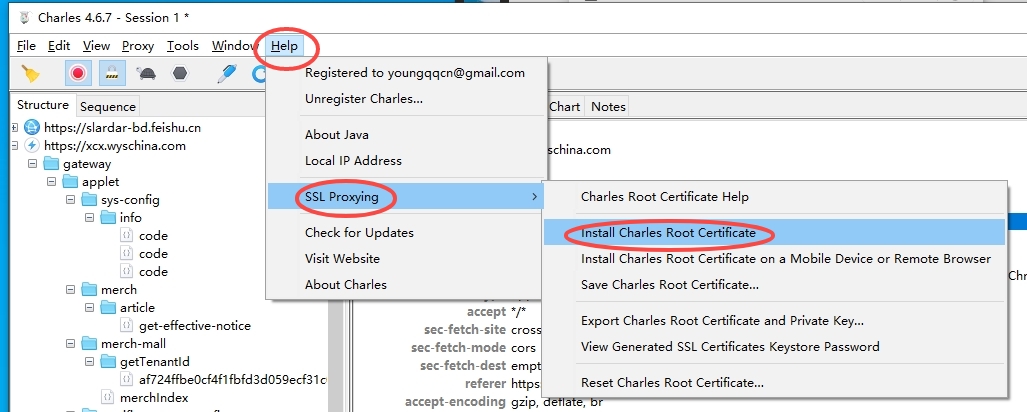 Charles 4.6.7 - Session 1 *
File Edit View Proxy Tools Window Help
Structure Sequence
https://slardar-bd.feishu.cn
https://xcx.wyschina.com
gateway
applet
sys-config
info
code
code
code
merch
article
get-effective-notice
merch-mall
getTenantId
af724ffbe0cf4f1fbfd3d059ecf31c
merchIndex
Registered to youngqqcn@gmail.com
Unregister Charles...
About Java
Local IP Address
SSL Proxying
Check for Updates
Visit Website
About Charles
Chart Notes
schina.com
Charles Root Certificate Help
Install Charles Root Certificate
Install Charles Root Certificate on a Mobile Device or Remote Browser
Save Charles Root Certificate...
Export Charles Root Certificate and Private Key...
View Generated SSL Certificates Keystore Password
Reset Charles Root Certificate...
accept */*
sec-fetch-site cross
sec-fetch-mode cors
sec-fetch-dest empt
referer https
accept-encoding gzip, deflate, br